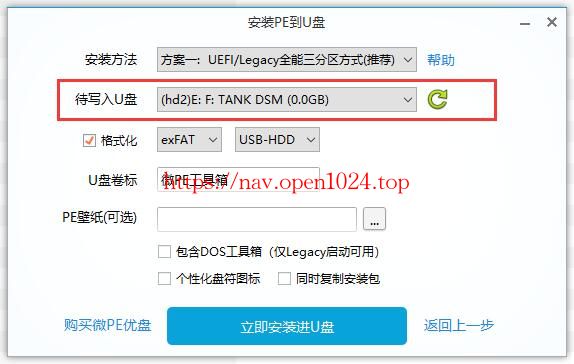 安装PE到U盘
安装方法 方案一：UEFI/Legacy全能三分区方式(推荐) 帮助
待写入U盘 (hd2)E: F: TANK DSM (0.0GB)
格式化 exFAT USB-HDD
U盘卷标 微PE工具箱
https://nav.open1024.top
PE壁纸(可选) ...
包含DOS工具箱（仅Legacy启动可用）
个性化盘符图标 同时复制安装包
购买微PE优盘 立即安装进U盘 返回上一步